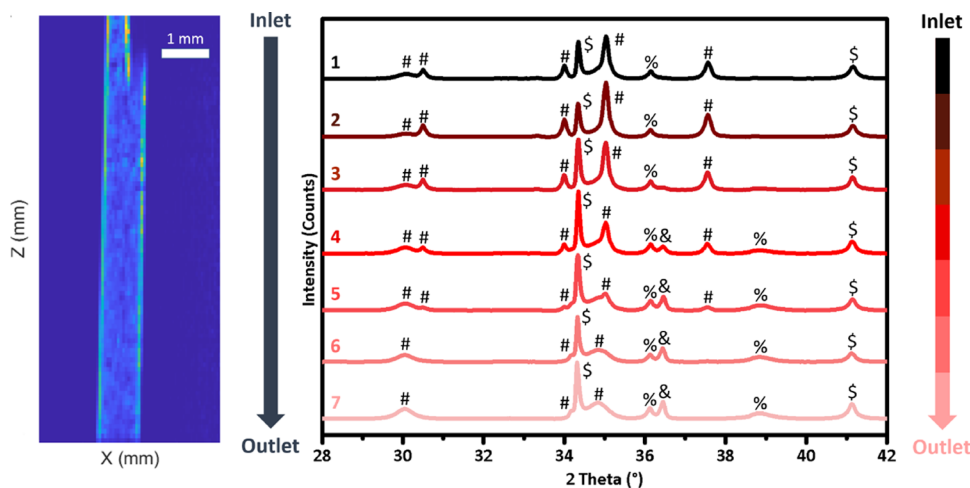 1 mm
Z (mm)
X (mm)
Inlet
Outlet
Intensity (Counts)
1 # # # $ # % # $
2 # # # $ # % # $
3 # # # $ # % # $
4 # # # $ # % & # % $
5 # # # $ # % & # % $
6 # $ # % & % $
7 # # $ # % & % $
28 30 32 34 36 38 40 42
2 Theta (°)
Inlet
Outlet